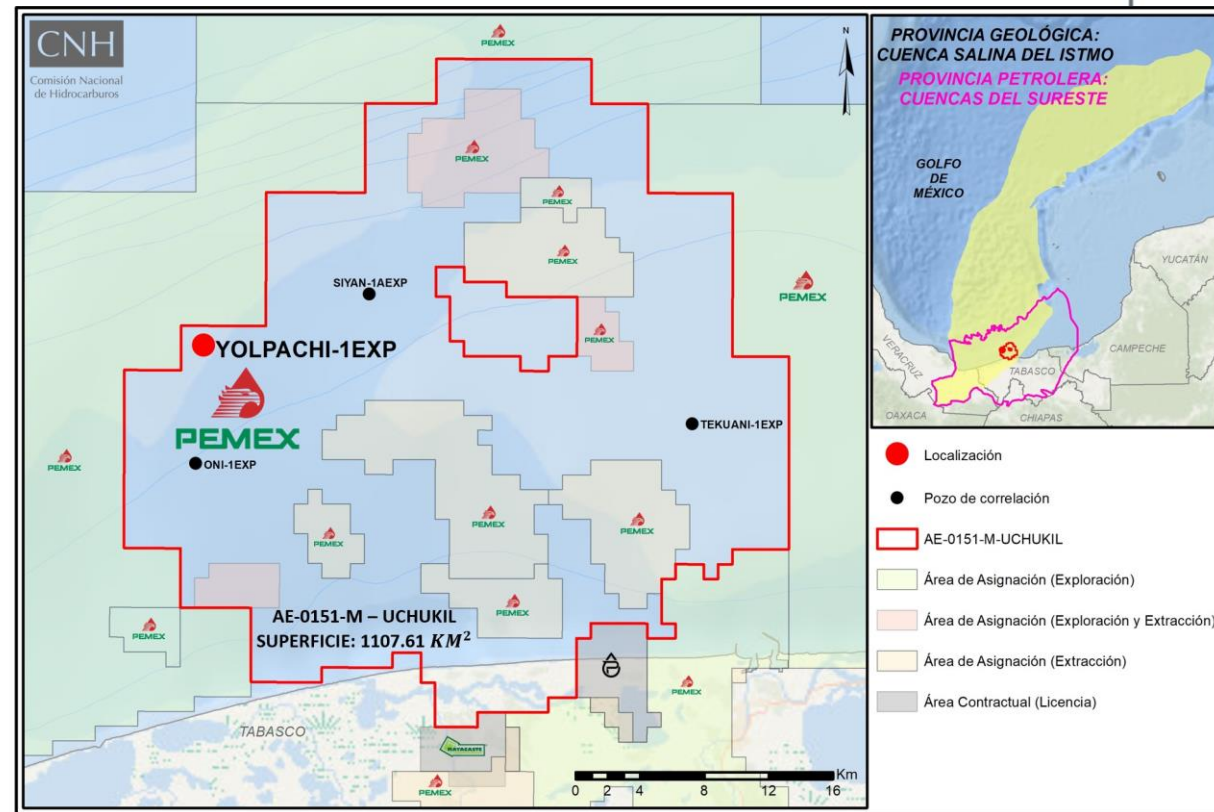 CNH
Comisión Nacional
de Hidrocarburos
PEMEX
N
PEMEX
PEMEX
PEMEX
PEMEX
SIYAN-1AEXP
PEMEX
YOLPACHI-1EXP
PEMEX
TEKUANI-1EXP
PEMEX
ONI-1EXP
PEMEX
PEMEX
PEMEX
PEMEX
AE-0151-M – UCHUKIL
SUPERFICIE: 1107.61 KM²
PEMEX
PEMEX
PEMEX
TABASCO
MAYACASTE
PEMEX
Km
0 2 4 8 12 16
PROVINCIA GEOLÓGICA:
CUENCA SALINA DEL ISTMO
PROVINCIA PETROLERA:
CUENCAS DEL SURESTE
GOLFO
DE
MÉXICO
YUCATÁN
CAMPECHE
VERACRUZ
TABASCO
OAXACA
CHIAPAS
Localización
Pozo de correlación
AE-0151-M-UCHUKIL
Área de Asignación (Exploración)
Área de Asignación (Exploración y Extracción)
Área de Asignación (Extracción)
Área Contractual (Licencia)